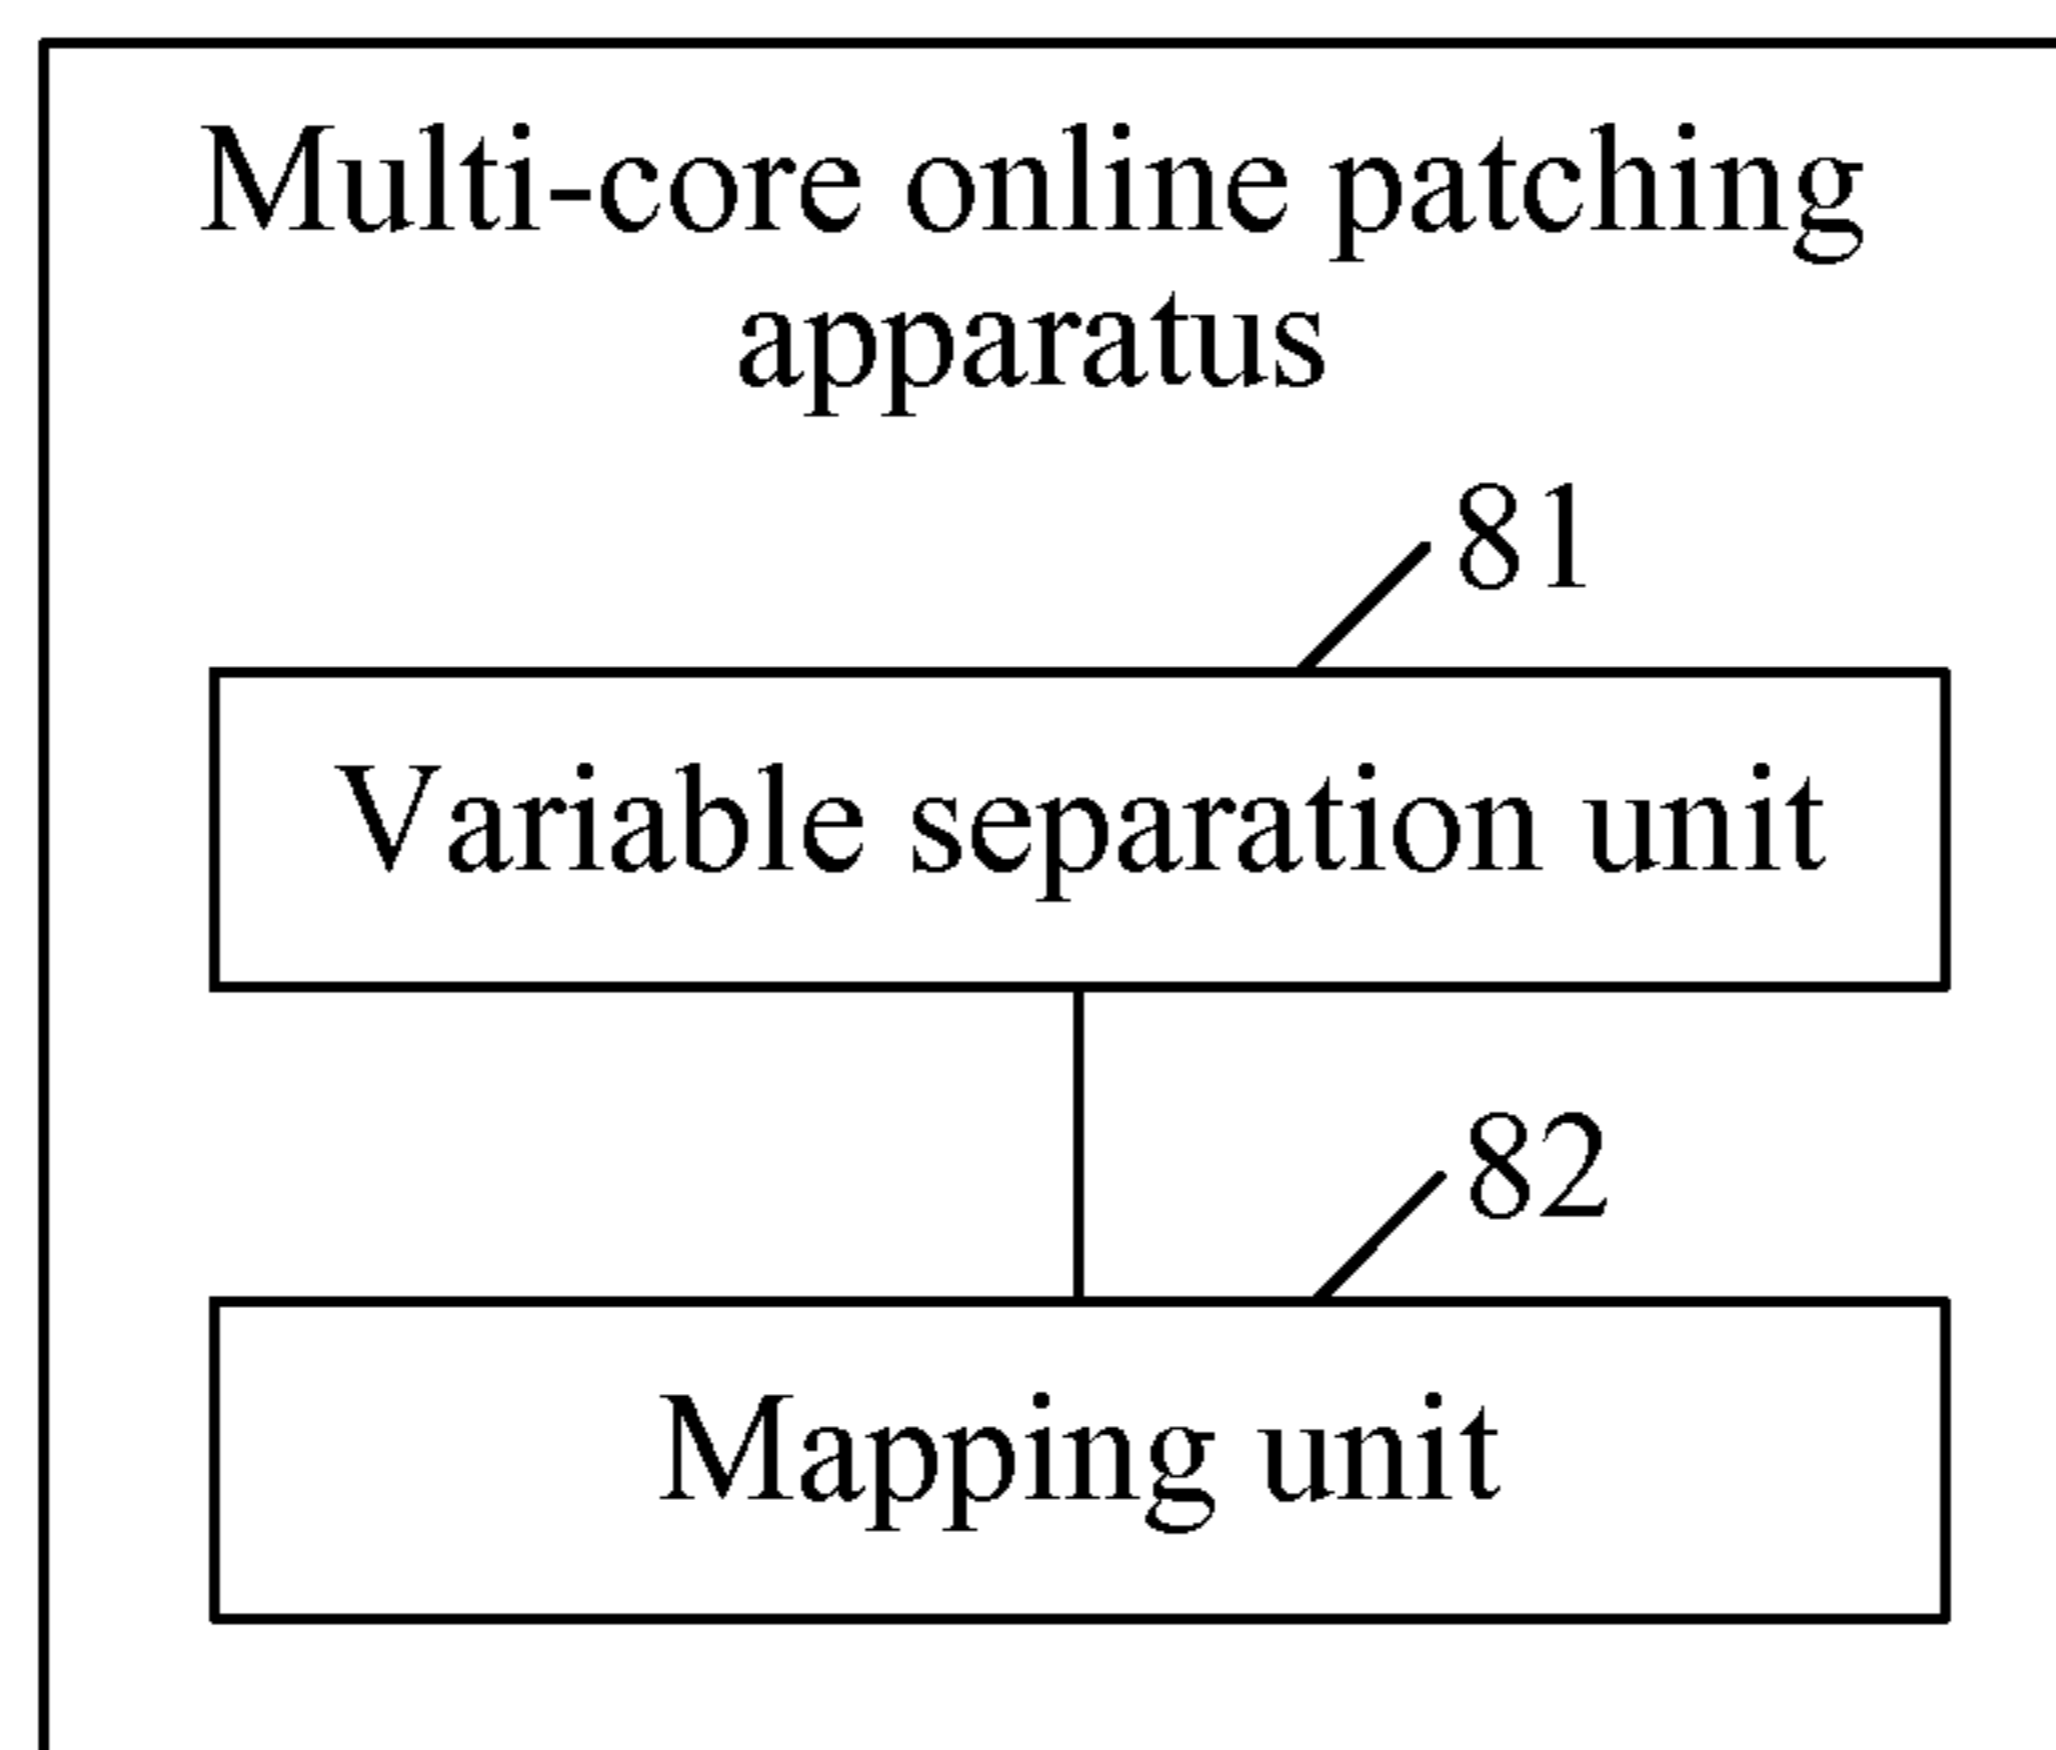 Multi-core online patching
apparatus
81
Variable separation unit
82
Mapping unit